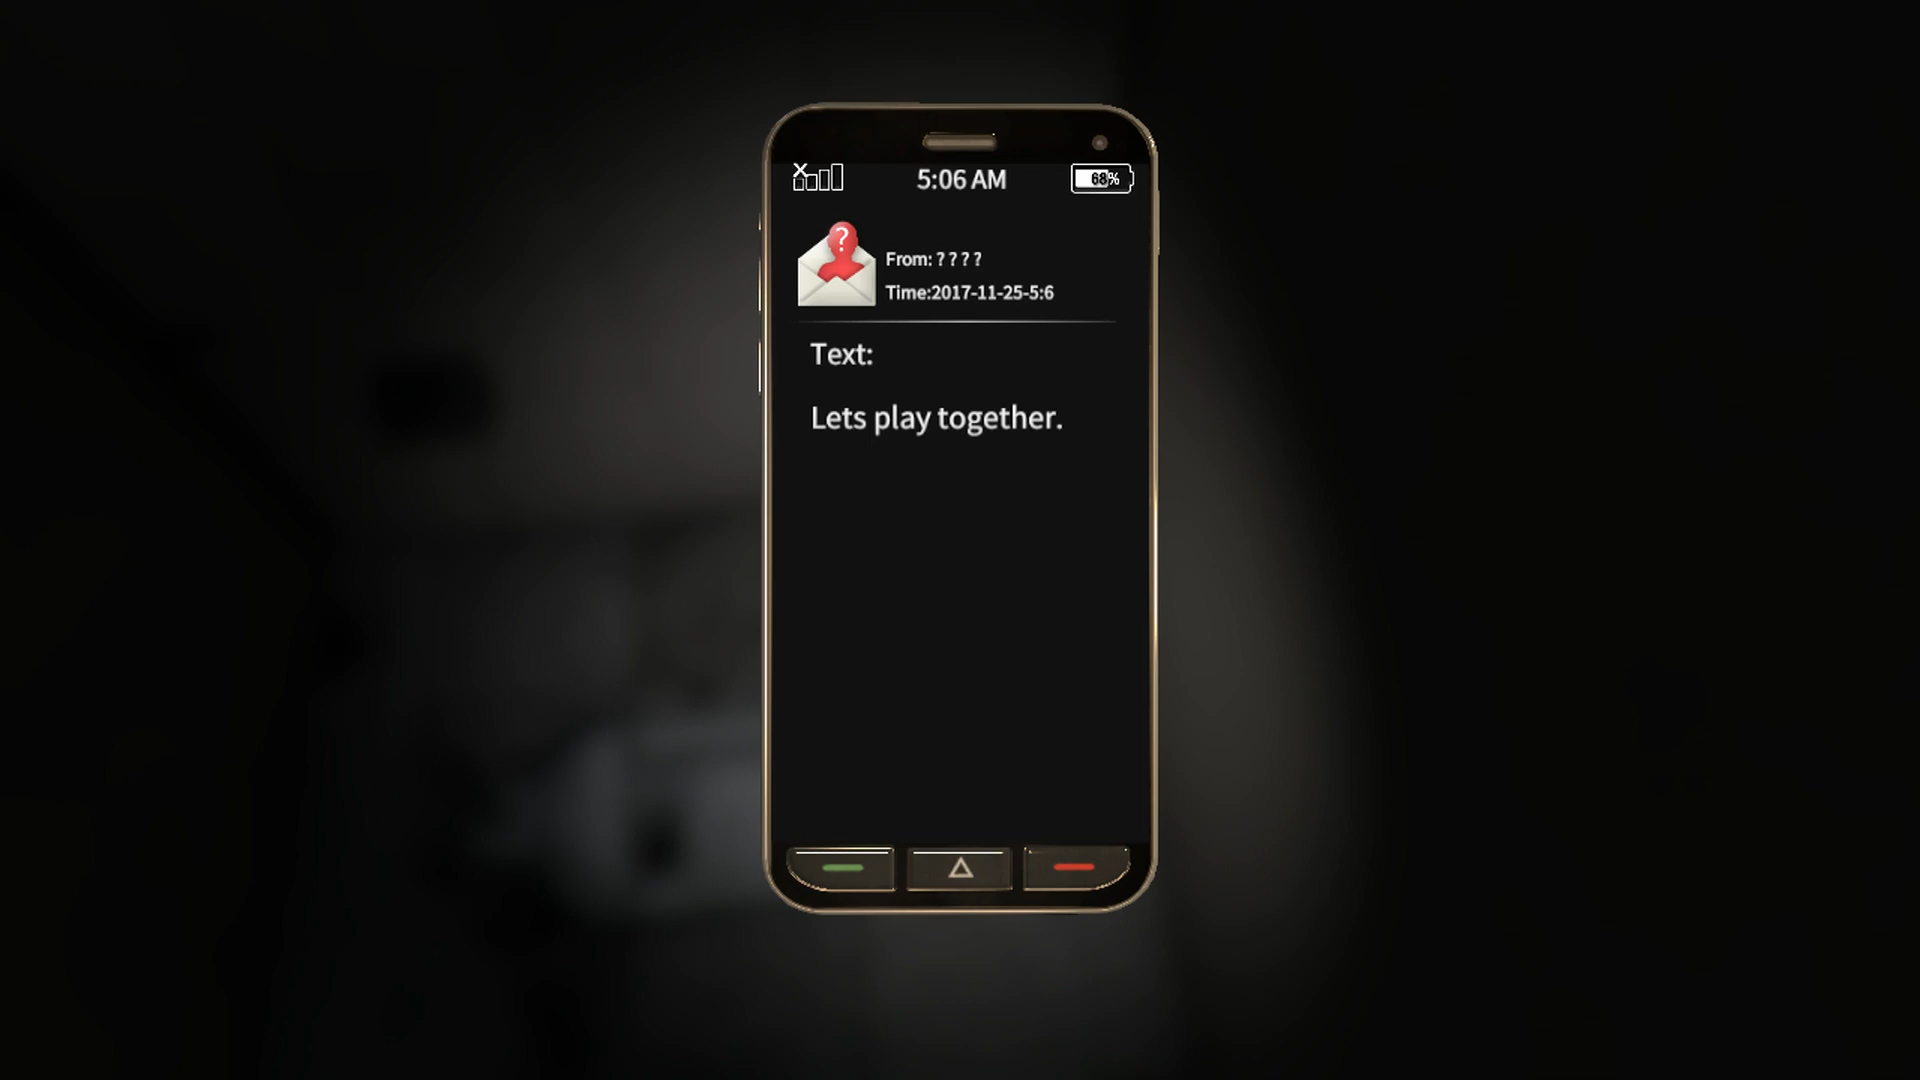 5:06 AM
68%
?
From: ? ? ? ?
Time:2017-11-25-5:6
Text:
Lets play together.